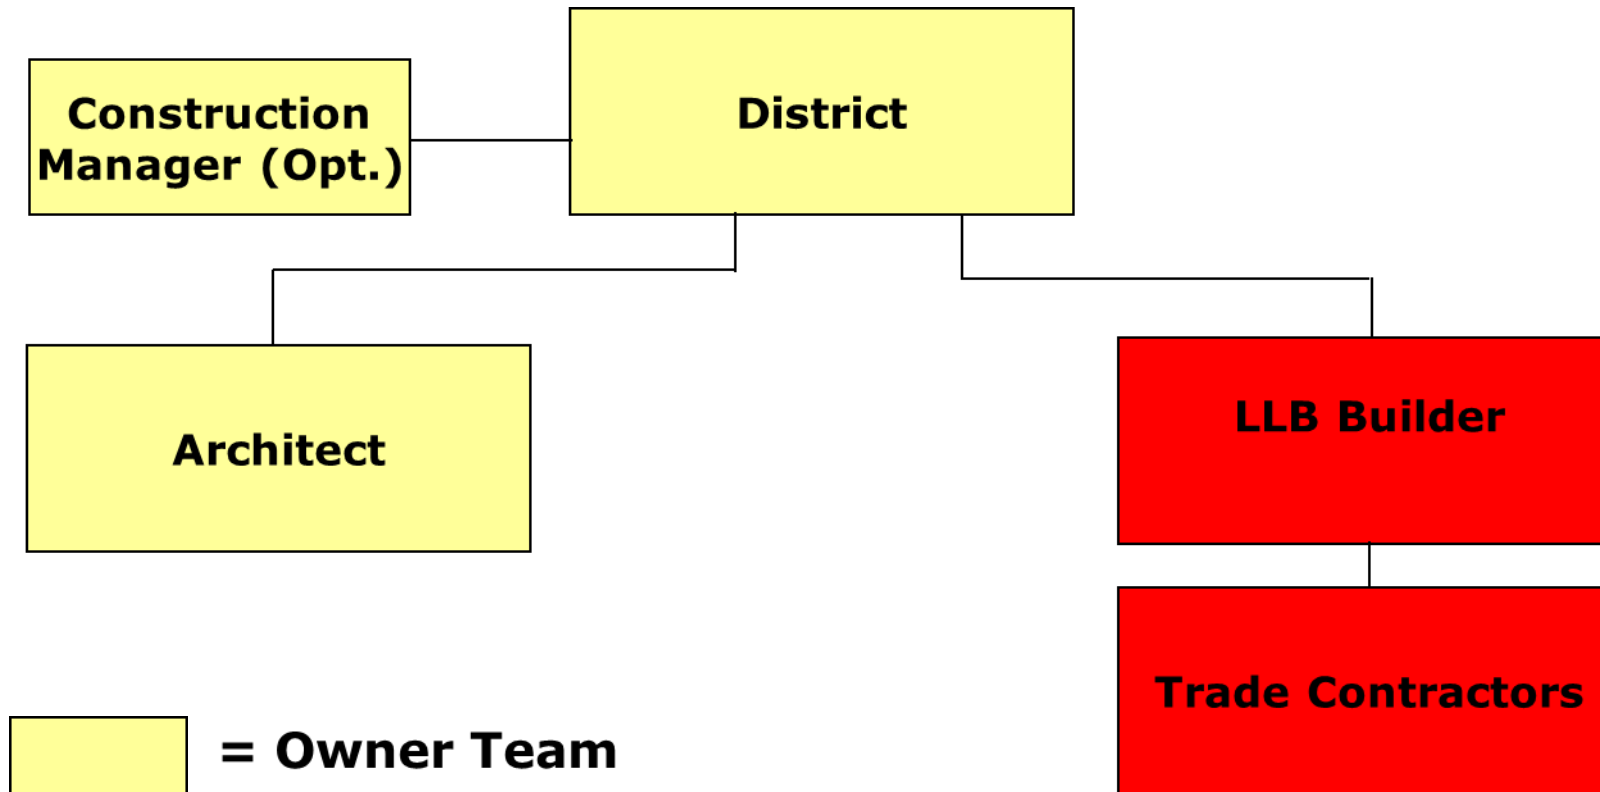 Construction
Manager (Opt.)
District
Architect
LLB Builder
Trade Contractors
= Owner Team